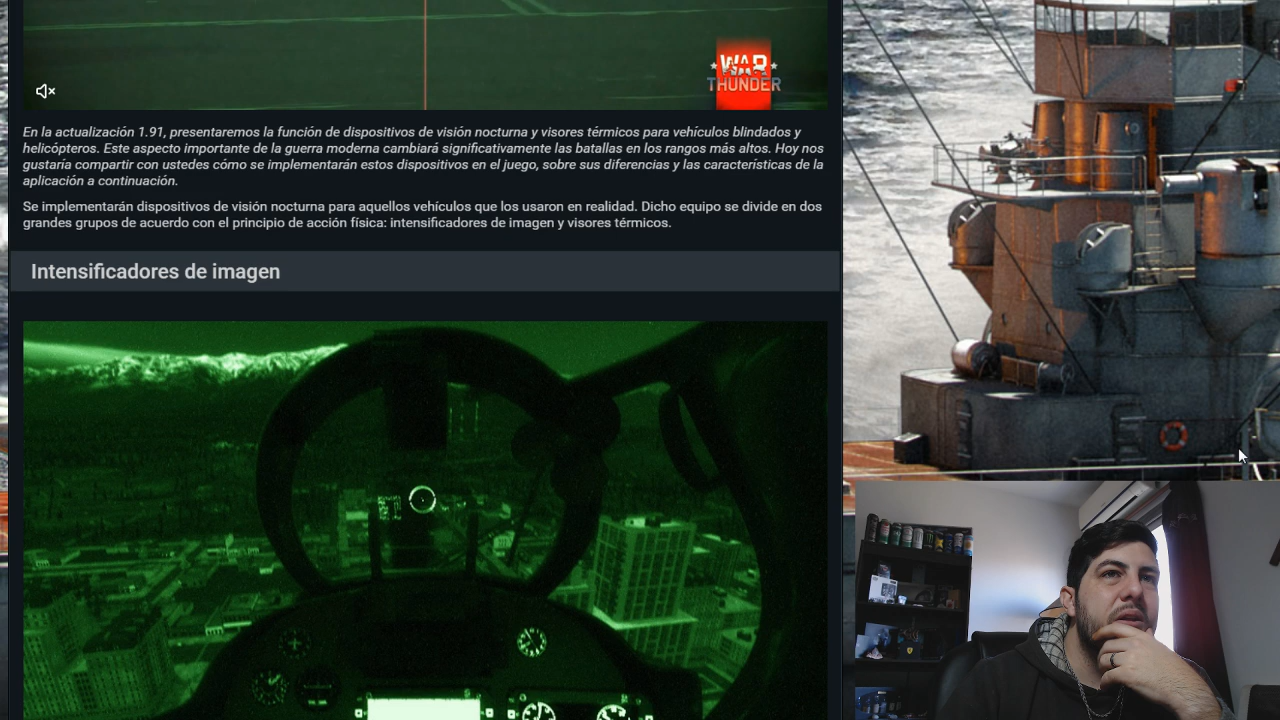 WAR
THUNDER
En la actualización 1.91, presentaremos la función de dispositivos de visión nocturna y visores térmicos para vehículos blindados y
helicópteros. Este aspecto importante de la guerra moderna cambiará significativamente las batallas en los rangos más altos. Hoy nos
gustaría compartir con ustedes cómo se implementarán estos dispositivos en el juego, sobre sus diferencias y las características de la
aplicación a continuación.
Se implementarán dispositivos de visión nocturna para aquellos vehículos que los usaron en realidad. Dicho equipo se divide en dos
grandes grupos de acuerdo con el principio de acción física: intensificadores de imagen y visores térmicos.
Intensificadores de imagen